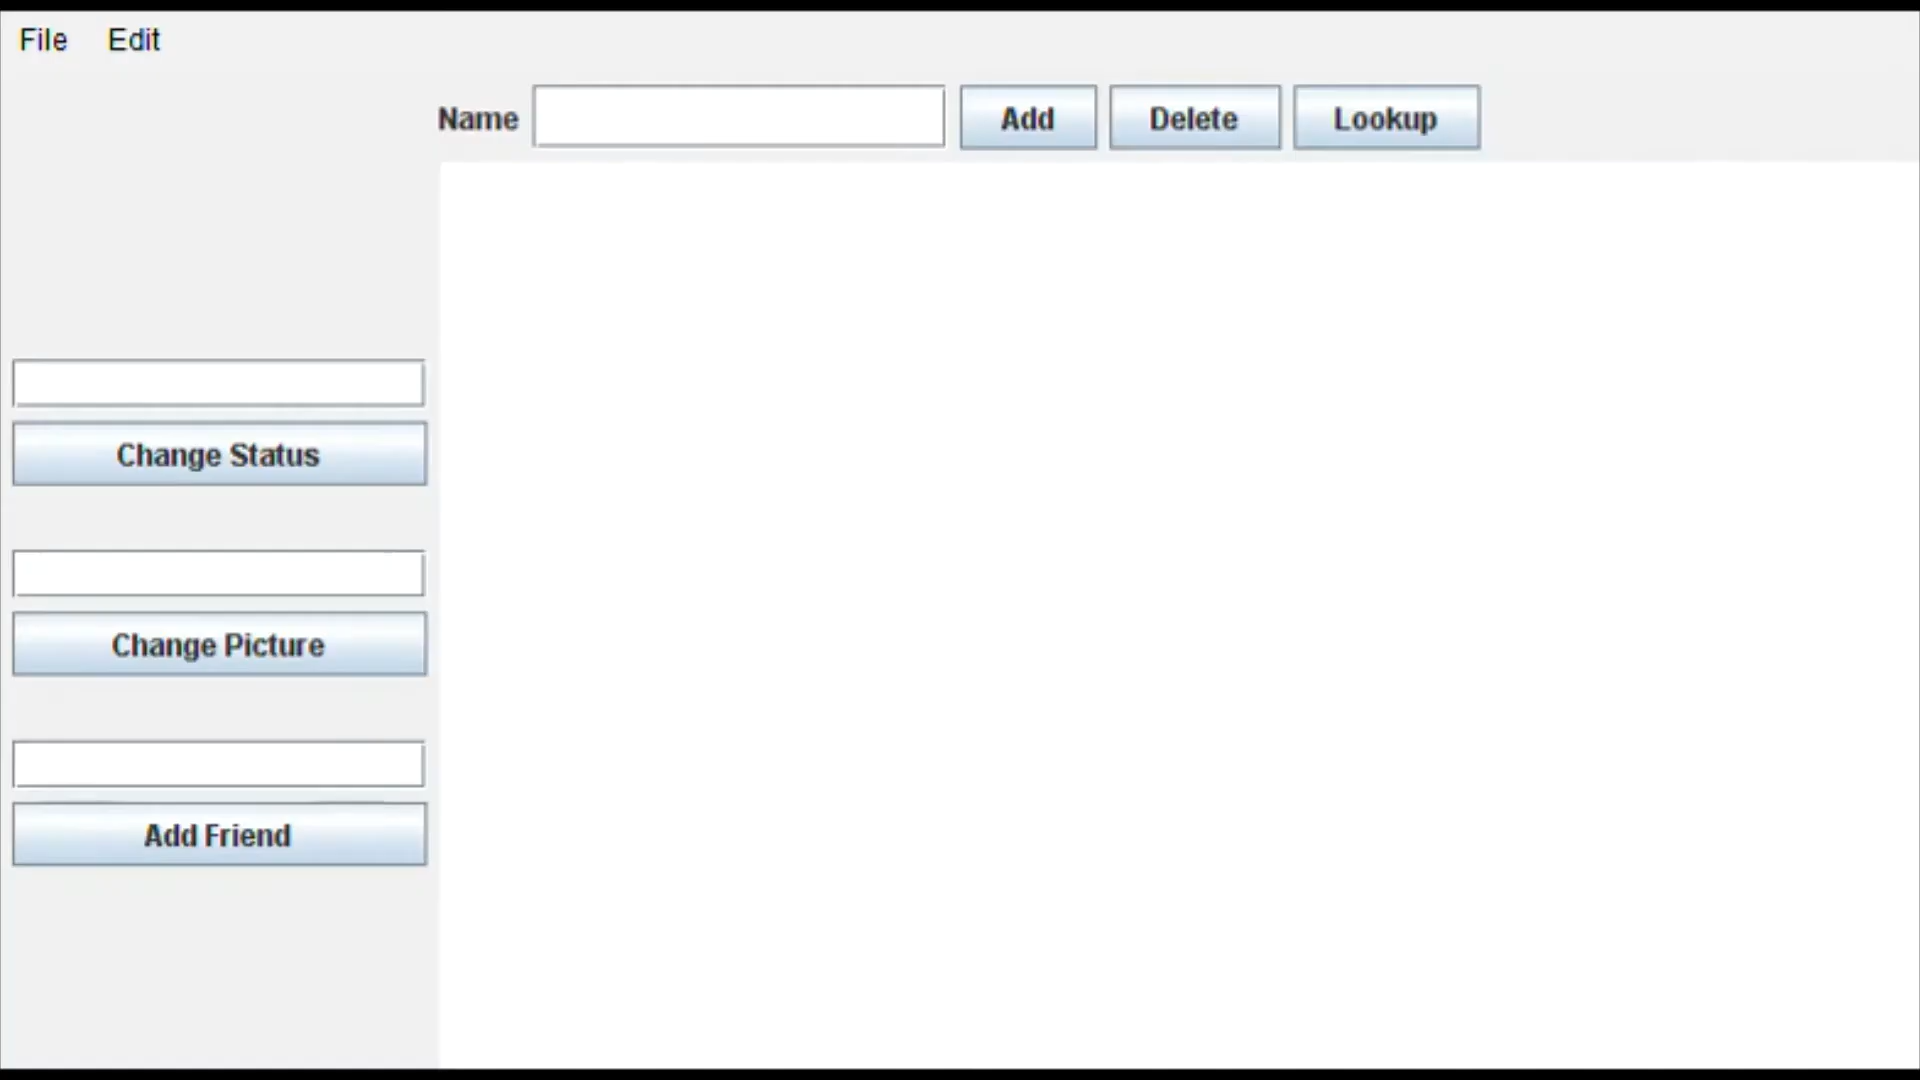 File Edit
Name Add Delete Lookup
Change Status
Change Picture
Add Friend